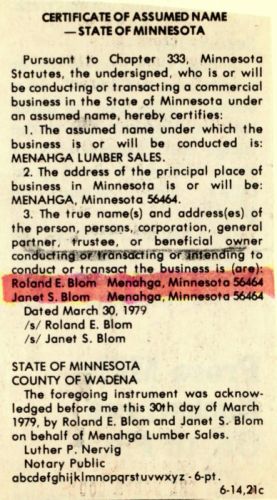 CERTIFICATE OF ASSUMED NAME
—STATE OF MINNESOTA
Pursuant to Chapter 333, Minnesota
Statutes, the undersigned, who is or will
be conducting or transacting a commercial
business in the State of Minnesota under
an assumed name, hereby certifies:
1. The assumed name under which the
business is or will be conducted is:
MENAHGA LUMBER SALES.
2. The address of the principal place of
business in Minnesota is or will be:
MENAHGA, Minnesota 56464.
3. The true name(s) and address(es) of
the person, persons, corporation, general
partner, trustee, or beneficial owner
conducting or transacting or intending to
conduct or transact the business is (are):
Roland E. Blom Menahga, Minnesota 56464
Janet S. Blom Menahga, Minnesota 56464
Dated March 30, 1979
/s/ Roland E. Blom
/s/ Janet S. Blom
STATE OF MINNESOTA
COUNTY OF WADENA
The foregoing instrument was acknow-
ledged before me this 30th day of March
1979, by Roland E. Blom and Janet S. Blom
on behalf of Menahga Lumber Sales.
Luther P. Nervig
Notary Public
abcdefghijklmnopqrstuvwxyz - 6-pt.
6-14,21c